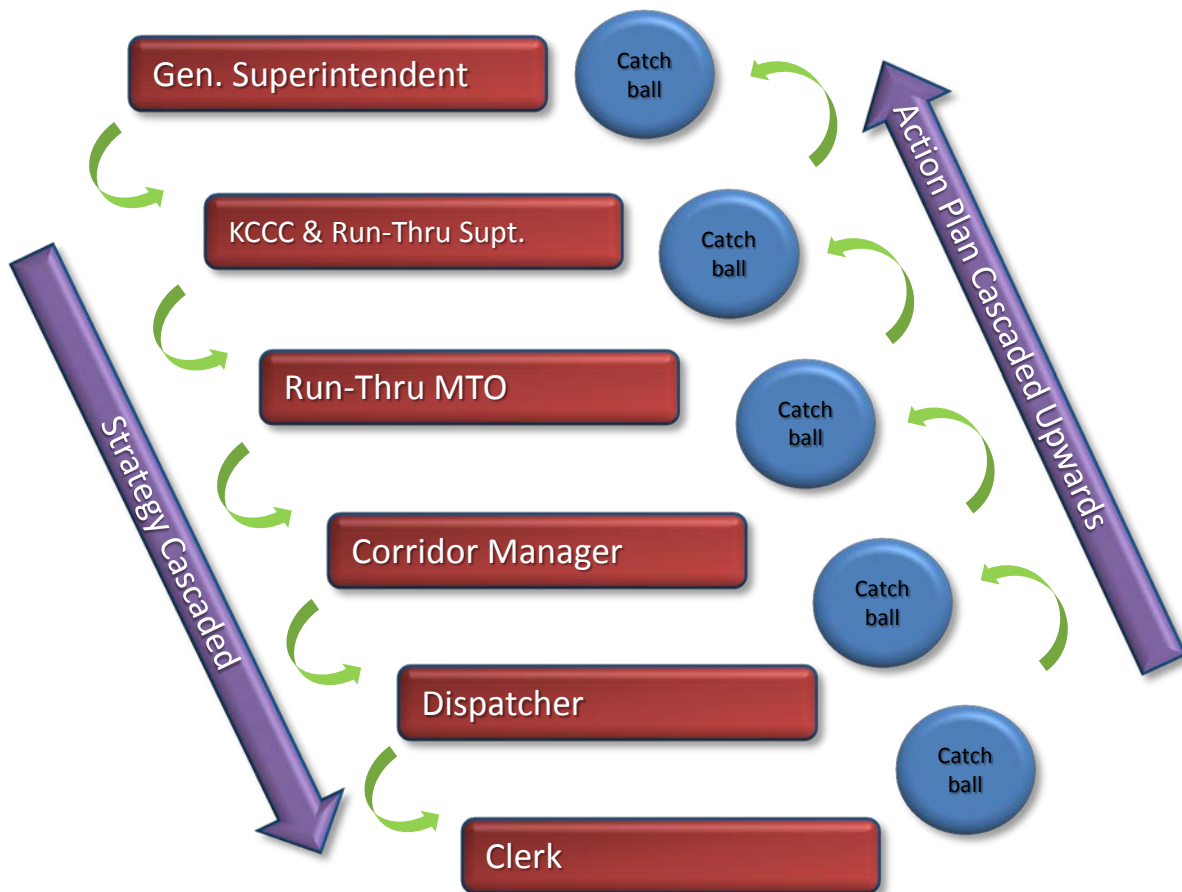 Gen. Superintendent
Catch
ball
KCCC & Run-Thru Supt.
Catch
ball
Run-Thru MTO
Catch
ball
Corridor Manager
Catch
ball
Dispatcher
Catch
ball
Clerk
Strategy Cascaded
Action Plan Cascaded Upwards